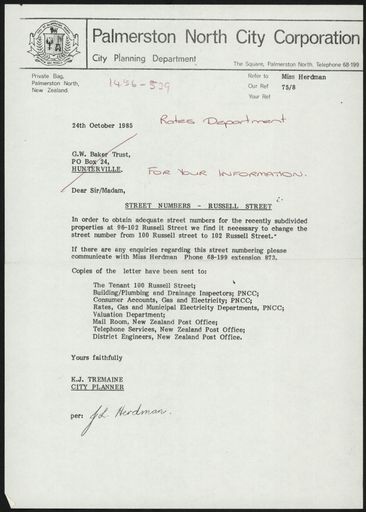 Palmerston North City Corporation
City Planning Department
The Square, Palmerston North. Telephone 68-199
Private Bag,
Palmerston North,
New Zealand.
Refer to Miss Herdman
Our Ref 75/8
Your Ref
1496-529
24th October 1985
Rates Department
G.W. Baker Trust,
PO Box 24,
HUNTERVILLE.
FOR YOUR INFORMATION.
Dear Sir/Madam,
STREET NUMBERS - RUSSELL STREET
In order to obtain adequate street numbers for the recently subdivided
properties at 96-102 Russell Street we find it necessary to change the
street number from 100 Russell street to 102 Russell Street.
If there are any enquiries regarding this street numbering please
communicate with Miss Herdman Phone 68-199 extension 873.
Copies of the letter have been sent to:
The Tenant 100 Russell Street;
Building/Plumbing and Drainage Inspectors; PNCC;
Consumer Accounts, Gas and Electricity; PNCC;
Rates, Gas and Municipal Electricity Departments, PNCC;
Valuation Department;
Mail Room, New Zealand Post Office;
Telephone Services, New Zealand Post Office;
District Engineers, New Zealand Post Office.
Yours faithfully
K.J. TREMAINE
CITY PLANNER
per: J.L. Herdman.